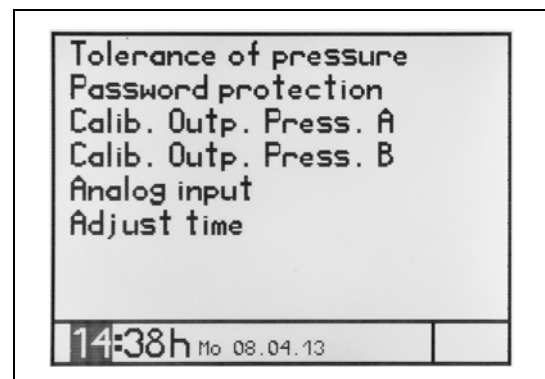 Tolerance of pressure
Password protection
Calib. Outp. Press. A
Calib. Outp. Press. B
Analog input
Adjust time
14:38h Mo 08.04.13